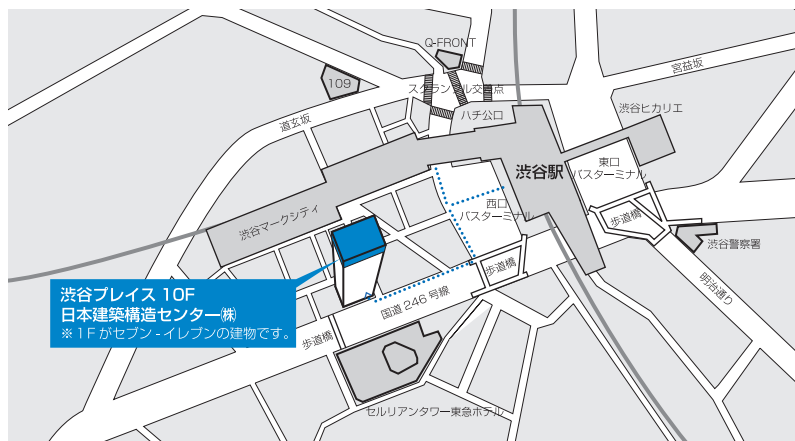 Q-FRONT
宮益坂
109
スクランブル交差点
渋谷ヒカリエ
ハチ公口
道玄坂
渋谷駅
東口
バスターミナル
西口
バスターミナル
渋谷マークシティ
歩道橋
渋谷警察署
歩道橋
明治通り
渋谷プレイス 10F
日本建築構造センター㈱
※1Fがセブン-イレブンの建物です。
国道246号線
歩道橋
セルリアンタワー東急ホテル